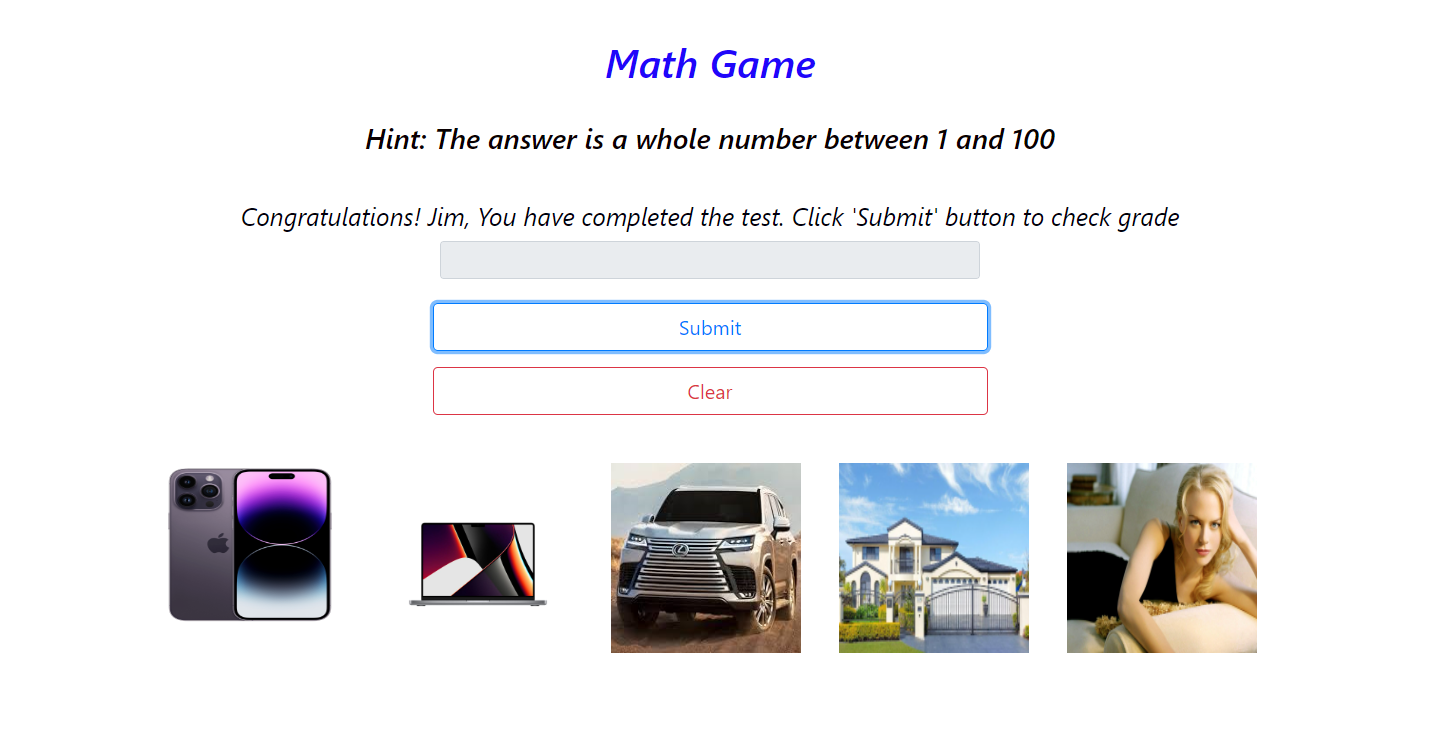 Math Game
Hint: The answer is a whole number between 1 and 100
Congratulations! Jim, You have completed the test. Click 'Submit' button to check grade
Submit
Clear